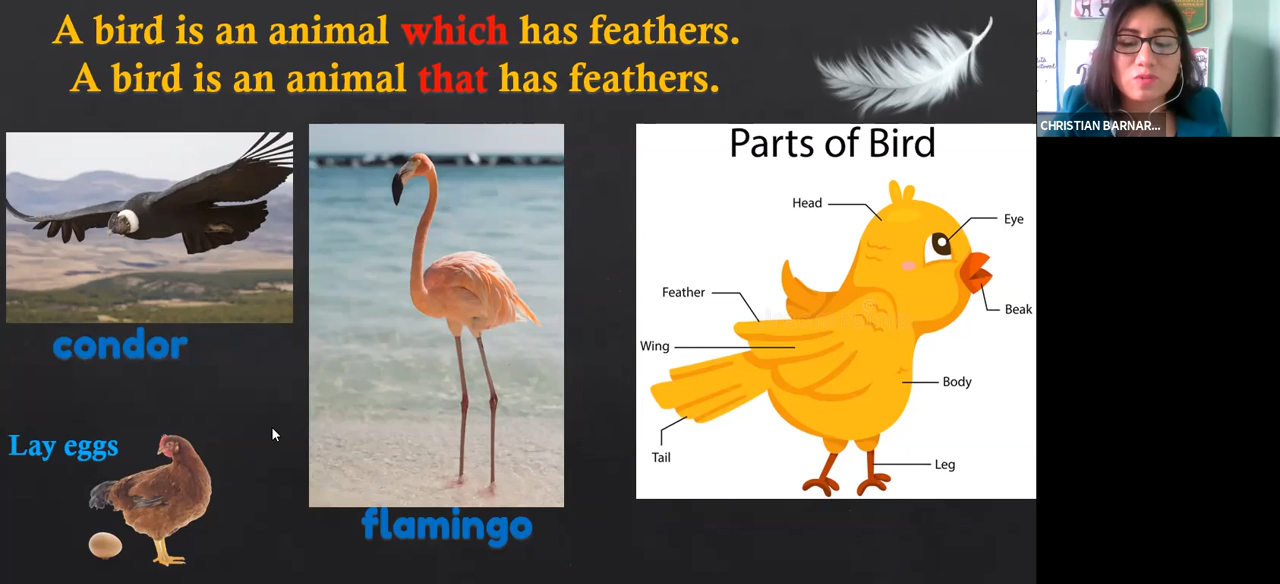 A bird is an animal which has feathers.
A bird is an animal that has feathers.
CHRISTIAN BARNAR...
condor
Lay eggs
flamingo
Parts of Bird
Head
Eye
Feather
Beak
Wing
Body
Tail
Leg